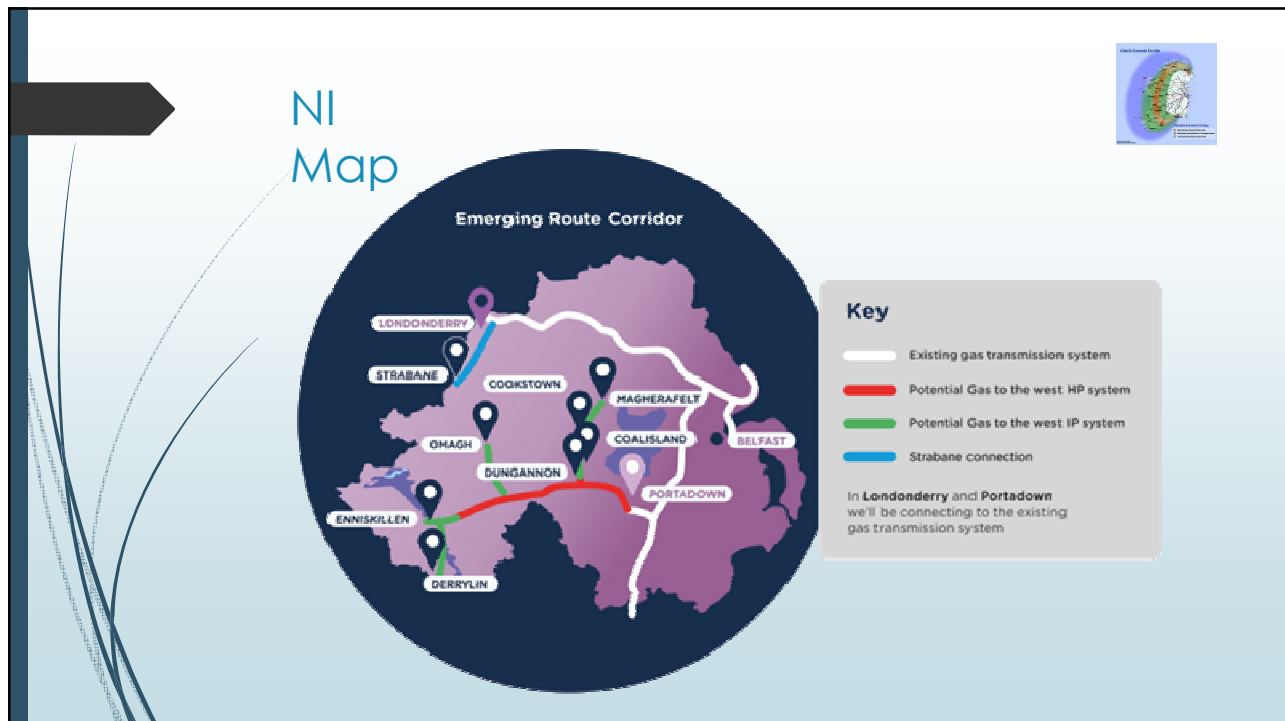 NI
Map
Emerging Route Corridor
LONDONDERRY
STRABANE
COOKSTOWN
MAGHERAFELT
OMAGH
COALISLAND
BELFAST
DUNGANNON
PORTADOWN
ENNISKILLEN
DERRYLIN
Key
Existing gas transmission system
Potential Gas to the west HP system
Potential Gas to the west IP system
Strabane connection
In Londonderry and Portadown
we'll be connecting to the existing
gas transmission system